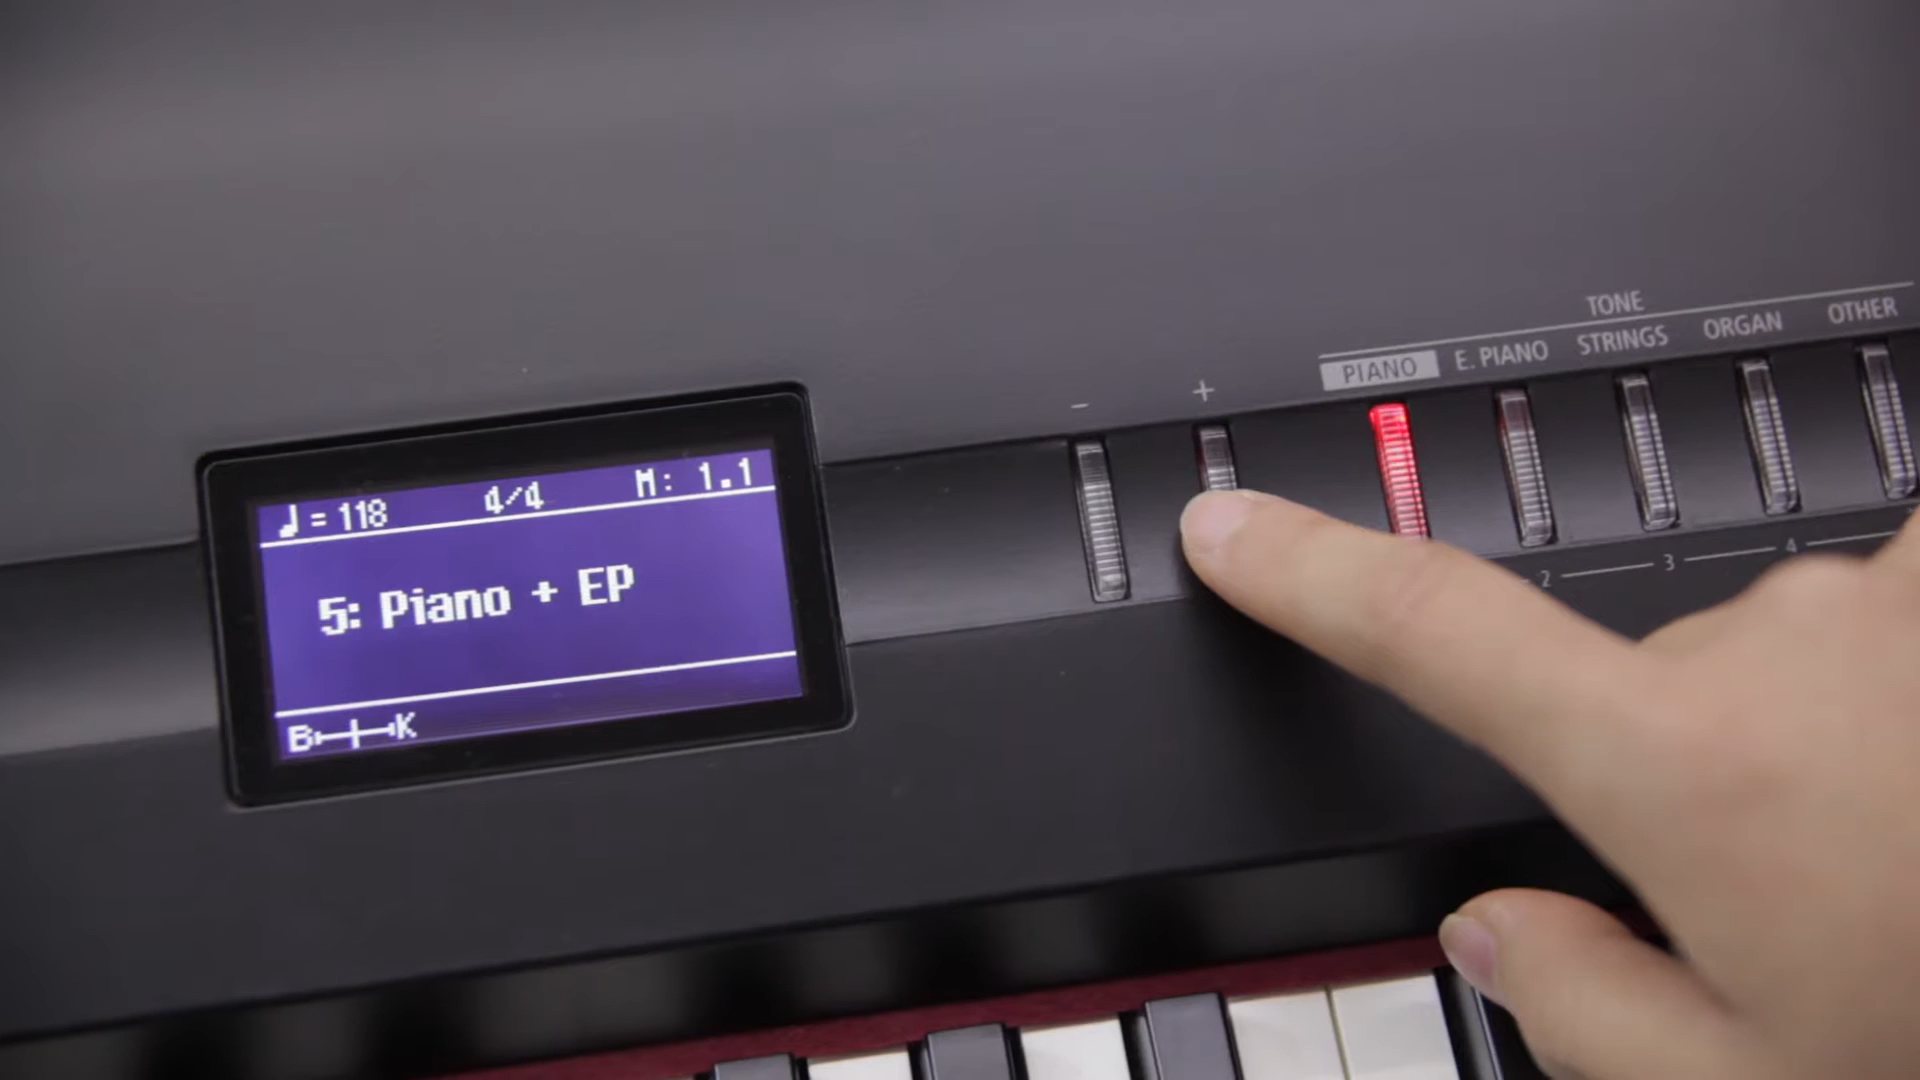 ♩=118 4/4 M: 1.1
5: Piano + EP
B K
- +
TONE
PIANO E. PIANO STRINGS ORGAN OTHER
2 3 4